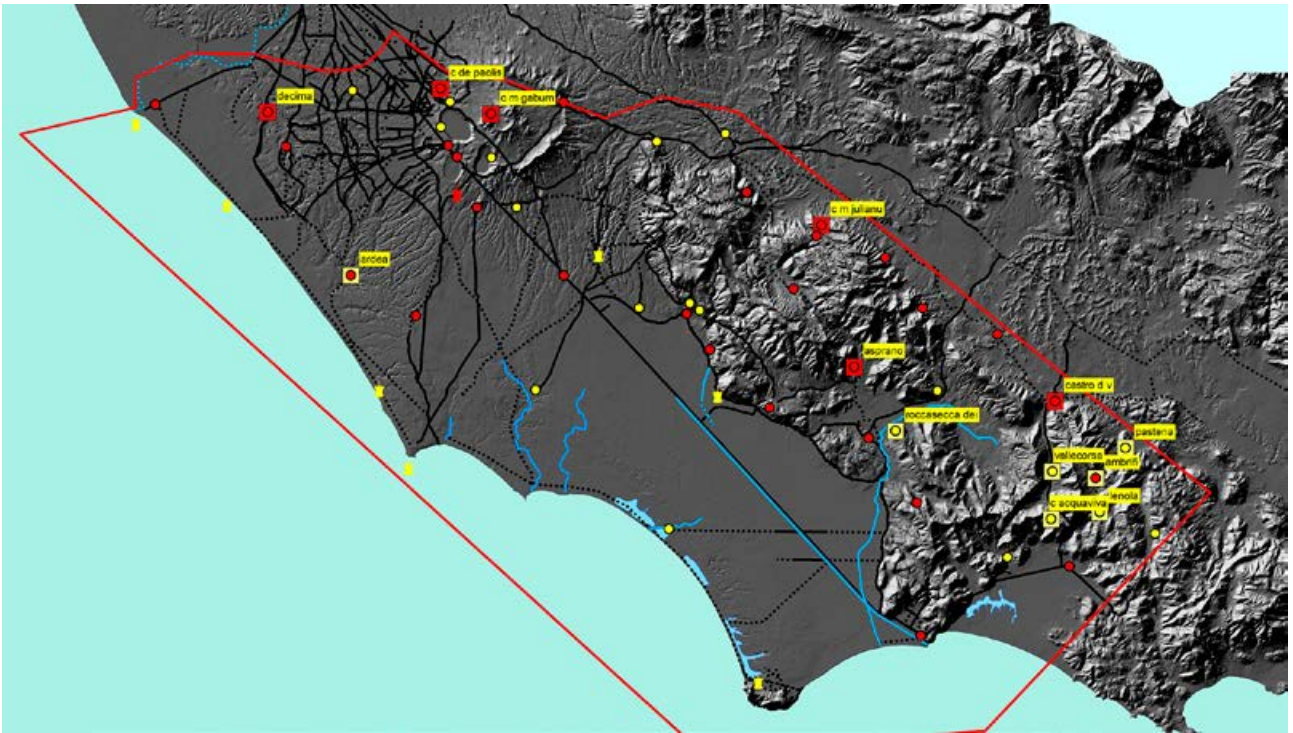 c de paolis
decima
c m gabum
c m julianu
ardea
asprano
castro d v
roccasecca dei
pastena
vallecorsa
ambrifi
lenola
c acquaviva